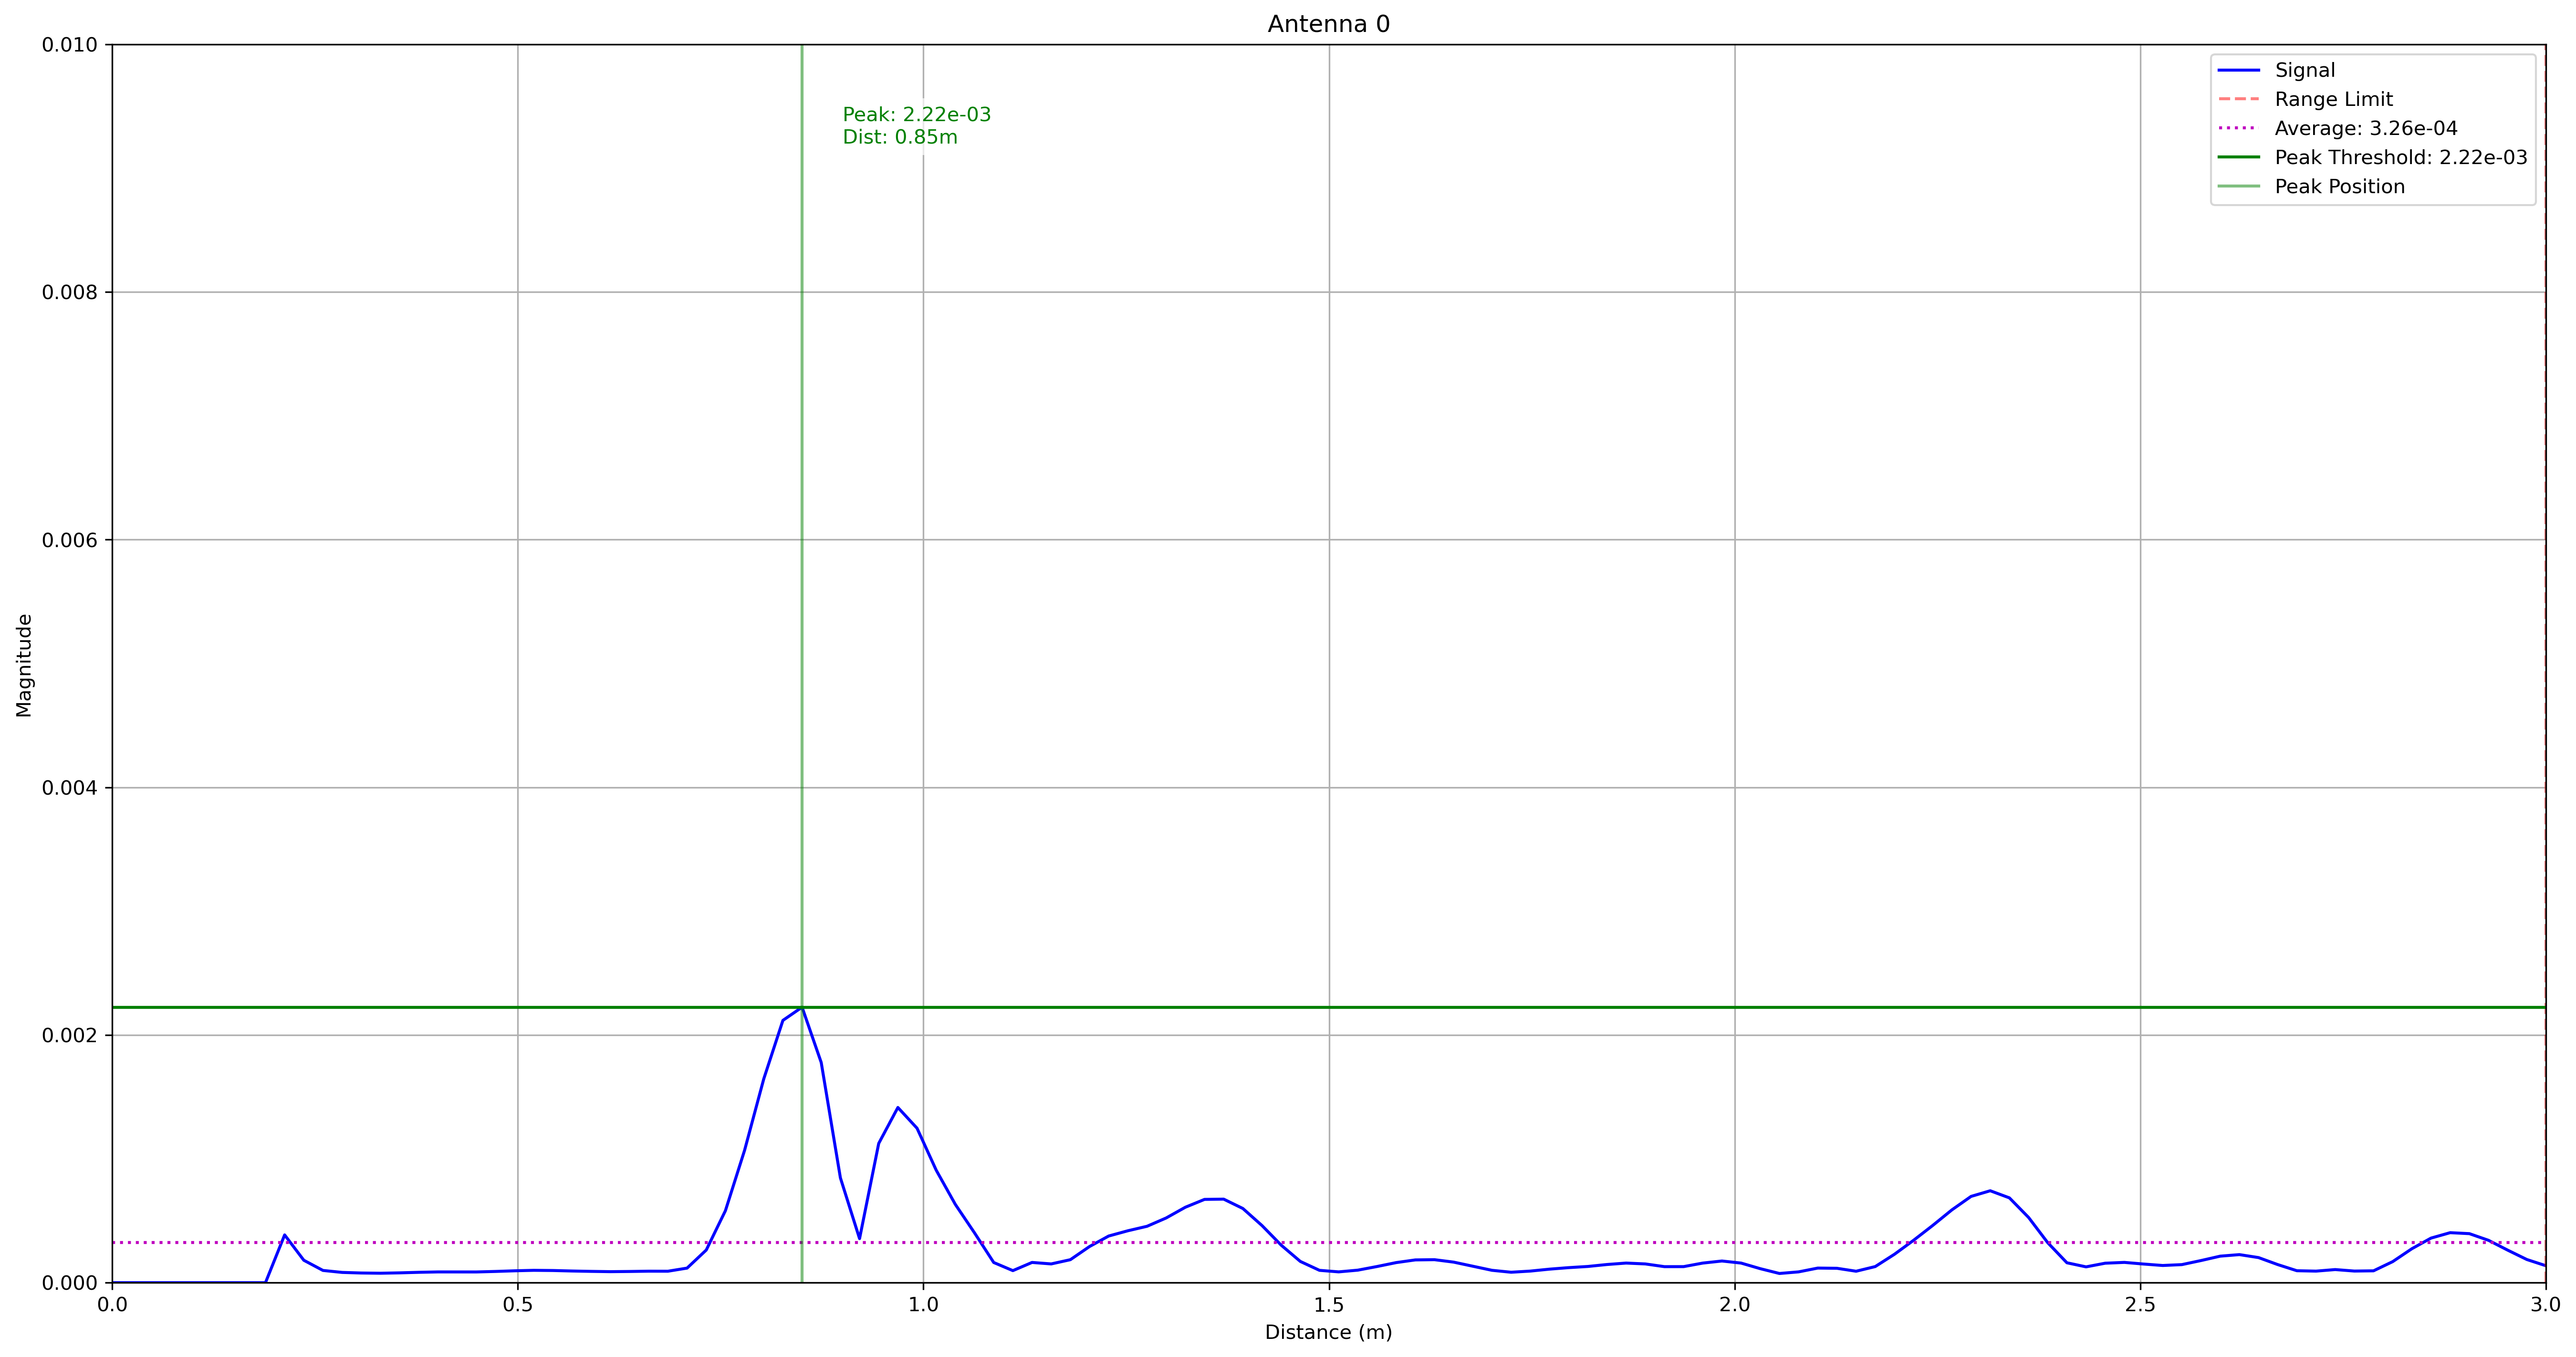 Antenna 0
0.010
0.008
0.006
0.004
0.002
0.000
Magnitude
Peak: 2.22e-03
Dist: 0.85m
Signal
Range Limit
Average: 3.26e-04
Peak Threshold: 2.22e-03
Peak Position
0.0 0.5 1.0 1.5 2.0 2.5 3.0
Distance (m)